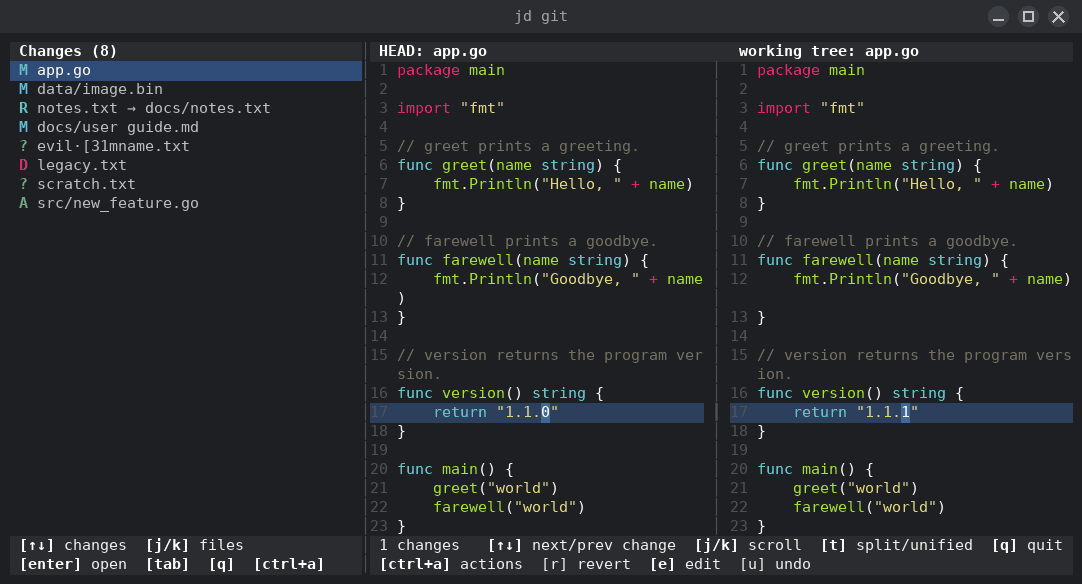 jd git
Changes (8)
M app.go
M data/image.bin
R notes.txt → docs/notes.txt
M docs/user guide.md
? evil·[31mname.txt
D legacy.txt
? scratch.txt
A src/new_feature.go
[↑↓] changes  [j/k] files
[enter] open  [tab]  [q]  [ctrl+a]
HEAD: app.go
1 package main
2
3 import "fmt"
4
5 // greet prints a greeting.
6 func greet(name string) {
7     fmt.Println("Hello, " + name)
8 }
9
10 // farewell prints a goodbye.
11 func farewell(name string) {
12     fmt.Println("Goodbye, " + name
)
13 }
14
15 // version returns the program ver
sion.
16 func version() string {
17     return "1.1.0"
18 }
19
20 func main() {
21     greet("world")
22     farewell("world")
23 }
working tree: app.go
1 package main
2
3 import "fmt"
4
5 // greet prints a greeting.
6 func greet(name string) {
7     fmt.Println("Hello, " + name)
8 }
9
10 // farewell prints a goodbye.
11 func farewell(name string) {
12     fmt.Println("Goodbye, " + name)
13 }
14
15 // version returns the program vers
ion.
16 func version() string {
17     return "1.1.1"
18 }
19
20 func main() {
21     greet("world")
22     farewell("world")
23 }
1 changes   [↑↓] next/prev change  [j/k] scroll  [t] split/unified  [q] quit
[ctrl+a] actions  [r] revert  [e] edit  [u] undo